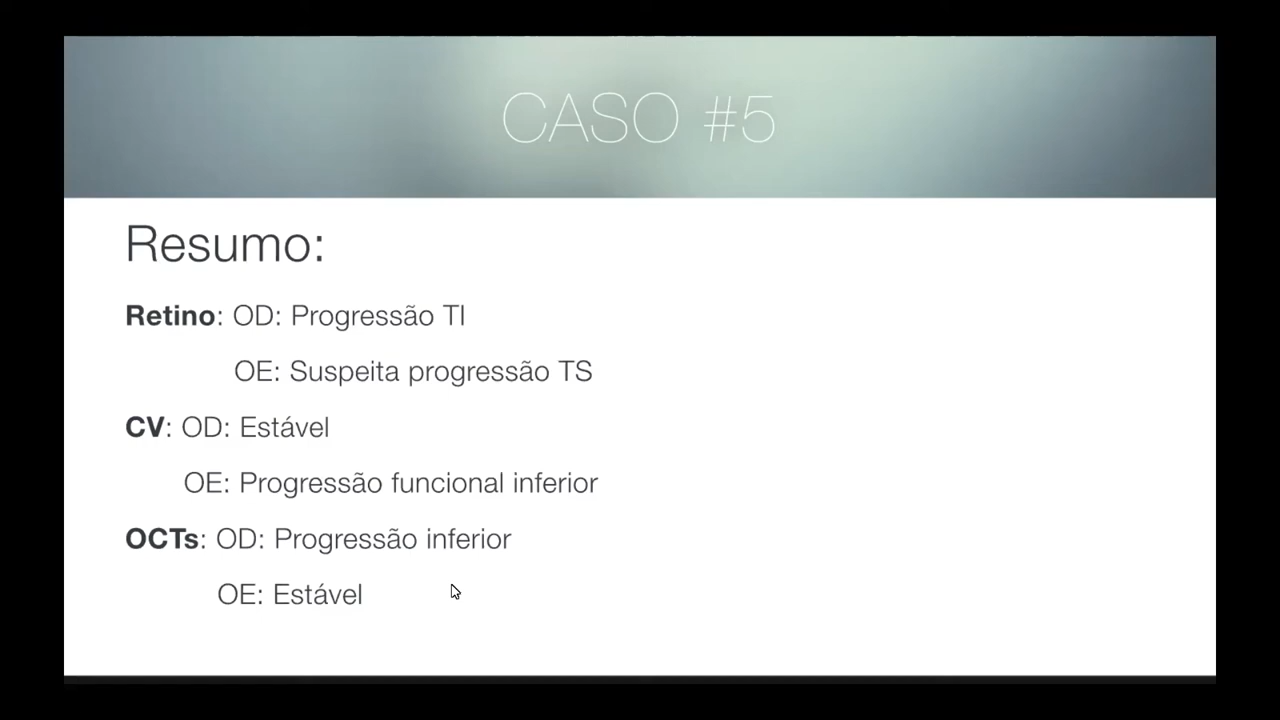 CASO #5
Resumo:
Retino: OD: Progressão TI
OE: Suspeita progressão TS
CV: OD: Estável
OE: Progressão funcional inferior
OCTs: OD: Progressão inferior
OE: Estável